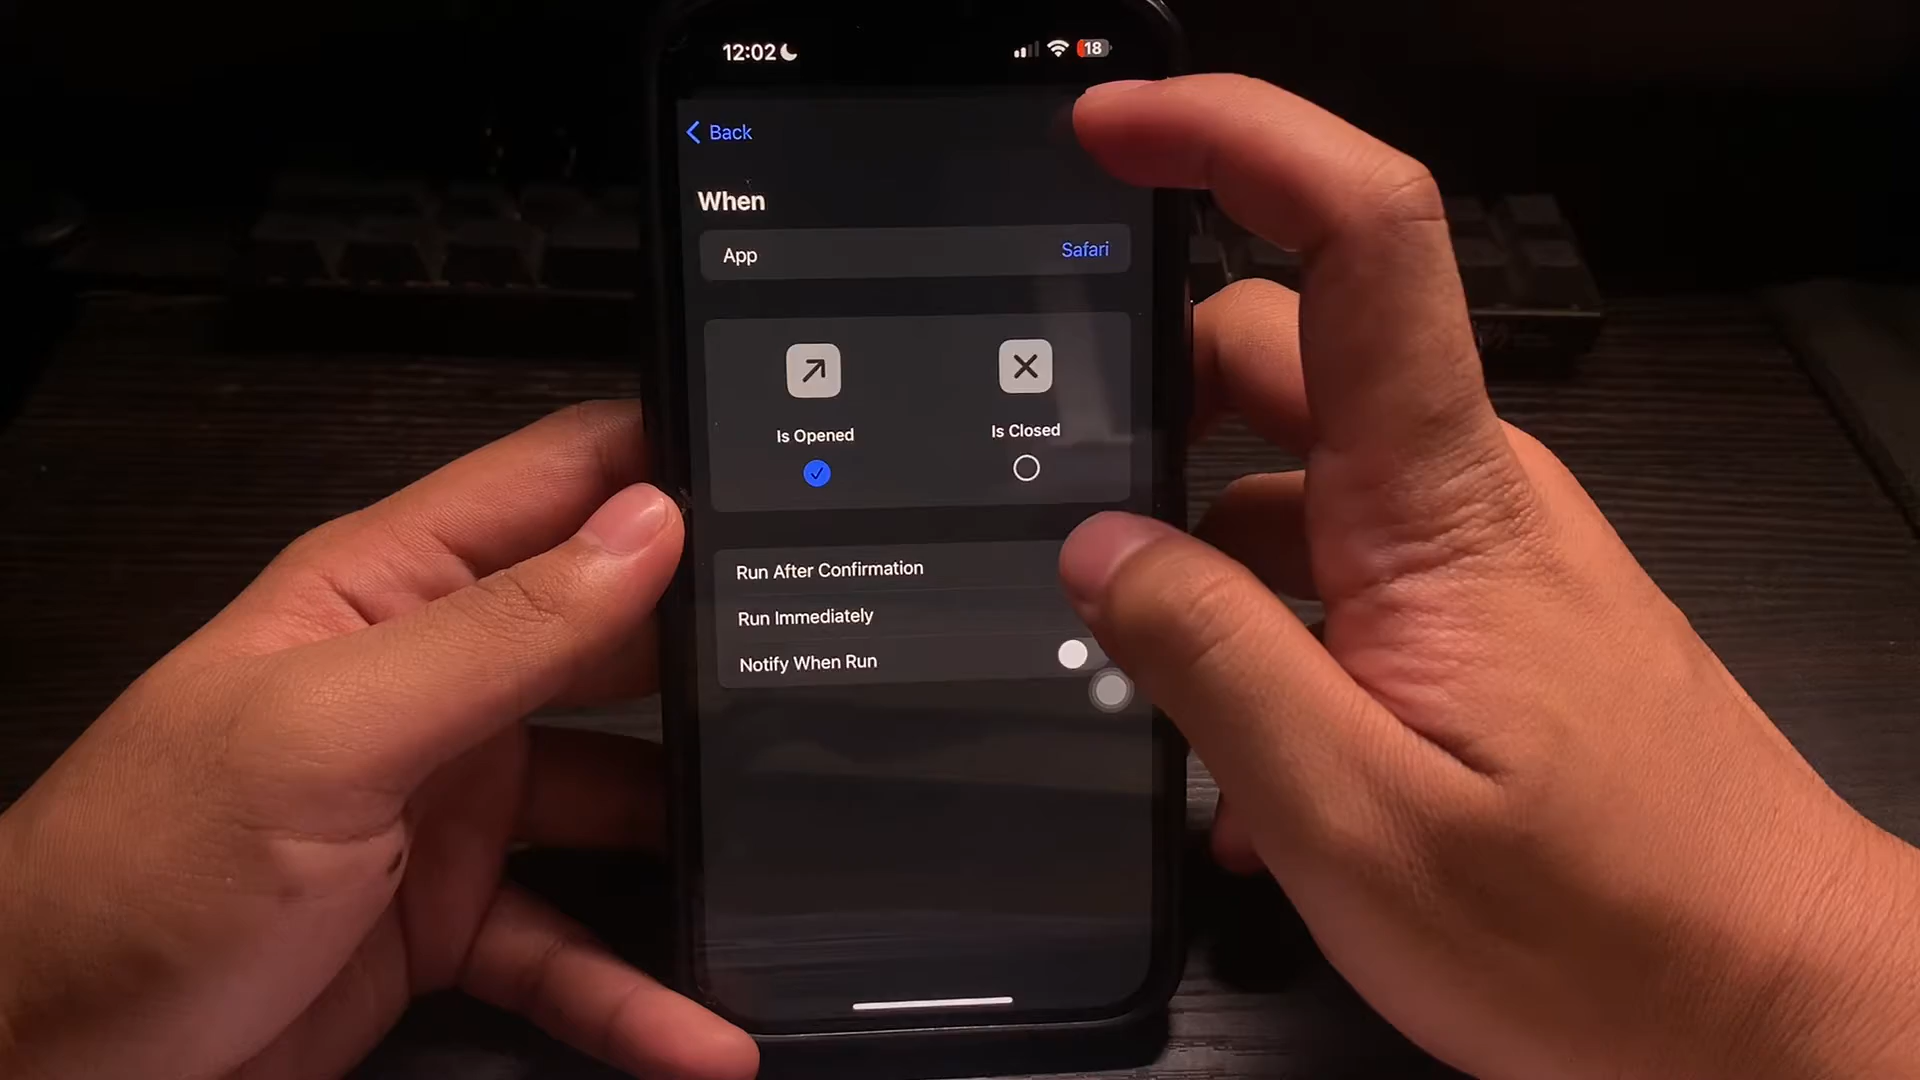 12:02
18
Back
When
App Safari
Is Opened Is Closed
Run After Confirmation
Run Immediately
Notify When Run